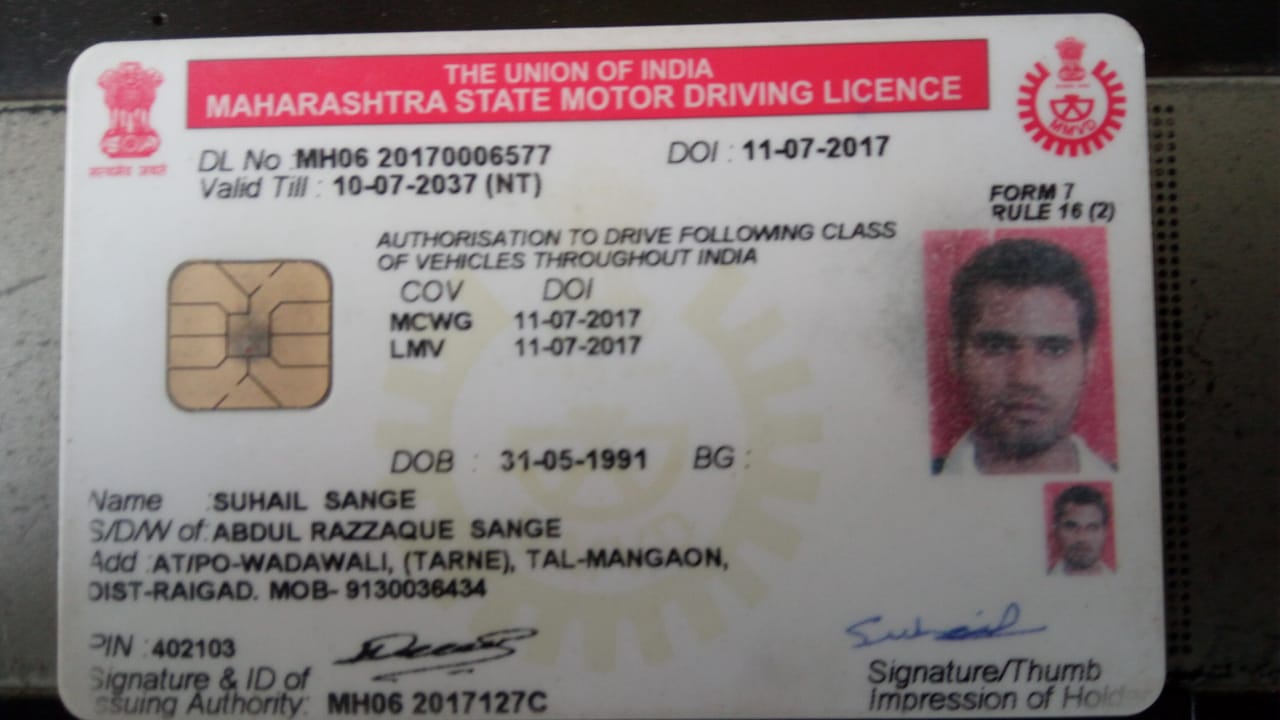 THE UNION OF INDIA
MAHARASHTRA STATE MOTOR DRIVING LICENCE
सत्यमेव जयते
MMVD
DL No : MH06 20170006577 DOI : 11-07-2017
Valid Till : 10-07-2037 (NT)
FORM 7
RULE 16 (2)
AUTHORISATION TO DRIVE FOLLOWING CLASS
OF VEHICLES THROUGHOUT INDIA
COV DOI
MCWG 11-07-2017
LMV 11-07-2017
DOB : 31-05-1991 BG :
Name : SUHAIL SANGE
S/D/W of : ABDUL RAZZAQUE SANGE
Add : AT/PO-WADAWALI, (TARNE), TAL-MANGAON,
DIST-RAIGAD. MOB- 9130036434
PIN : 402103
Signature & ID of
Issuing Authority: MH06 2017127C
Suhail
Signature/Thumb
Impression of Holder